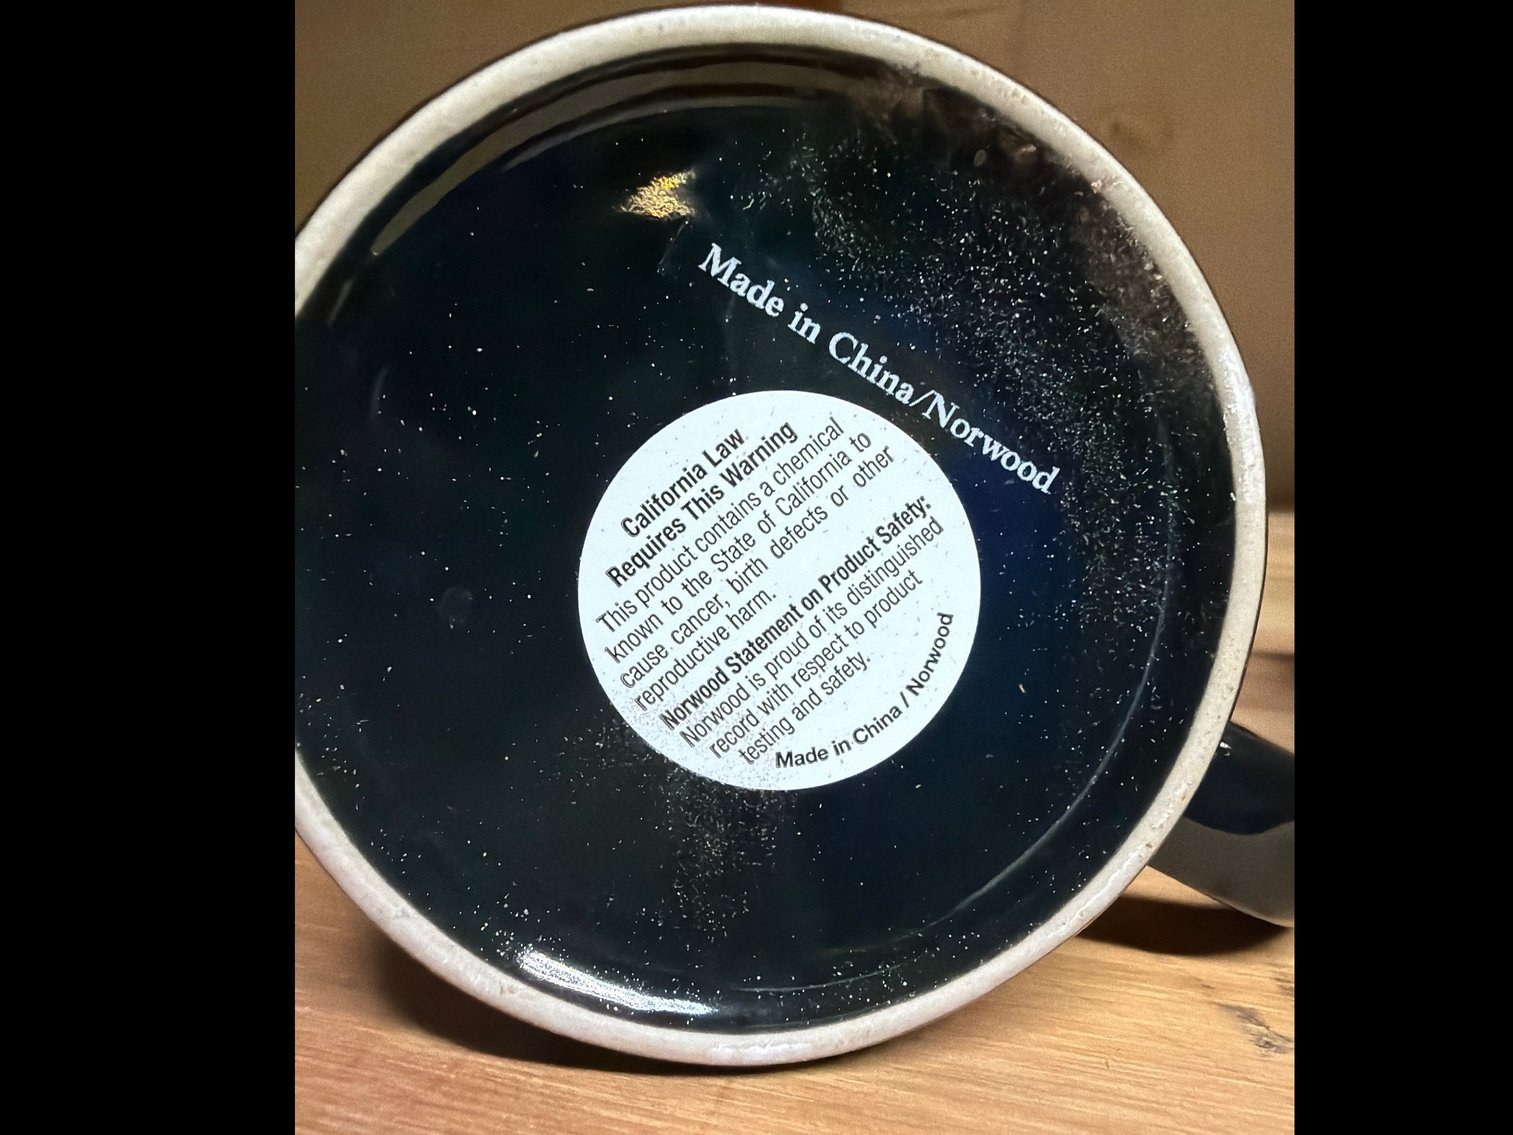 Made in China/Norwood
California Law
Requires This Warning
This product contains a chemical
known to the State of California to
cause cancer, birth defects or other
reproductive harm.
Norwood Statement on Product Safety:
Norwood is proud of its distinguished
record with respect to product
testing and safety.
Made in China / Norwood